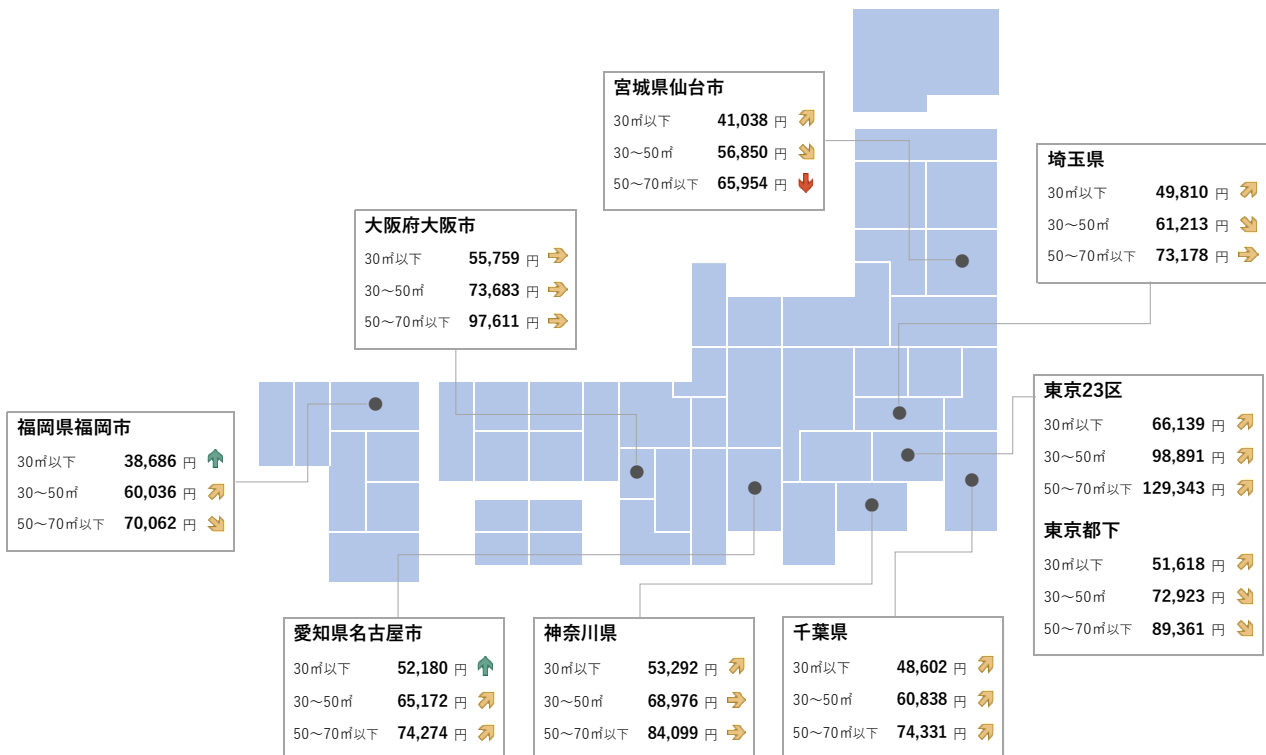 宮城県仙台市
30㎡以下 41,038 円
30～50㎡ 56,850 円
50～70㎡以下 65,954 円
埼玉県
30㎡以下 49,810 円
30～50㎡ 61,213 円
50～70㎡以下 73,178 円
大阪府大阪市
30㎡以下 55,759 円
30～50㎡ 73,683 円
50～70㎡以下 97,611 円
東京23区
30㎡以下 66,139 円
30～50㎡ 98,891 円
50～70㎡以下 129,343 円
東京都下
30㎡以下 51,618 円
30～50㎡ 72,923 円
50～70㎡以下 89,361 円
福岡県福岡市
30㎡以下 38,686 円
30～50㎡ 60,036 円
50～70㎡以下 70,062 円
愛知県名古屋市
30㎡以下 52,180 円
30～50㎡ 65,172 円
50～70㎡以下 74,274 円
神奈川県
30㎡以下 53,292 円
30～50㎡ 68,976 円
50～70㎡以下 84,099 円
千葉県
30㎡以下 48,602 円
30～50㎡ 60,838 円
50～70㎡以下 74,331 円